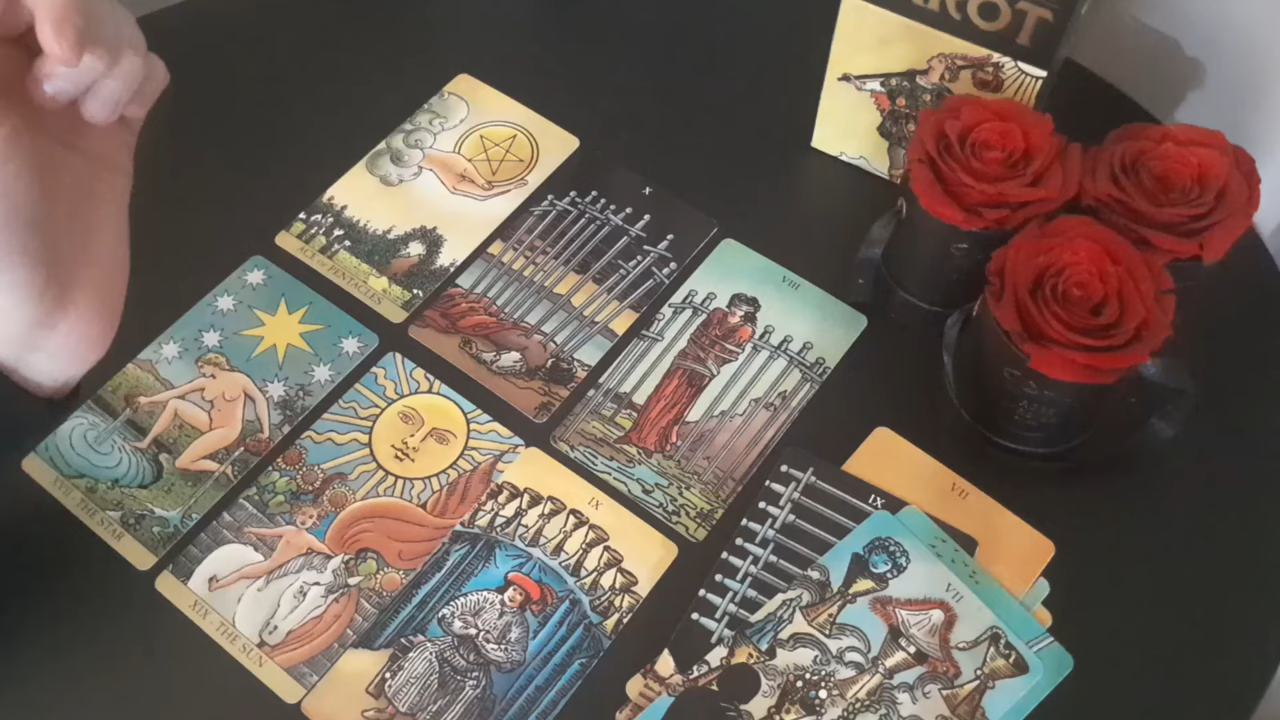 AROT
ACE of PENTACLES
X
VIII
XVII · THE STAR
XIX · THE SUN
IX
IX
VII
VII